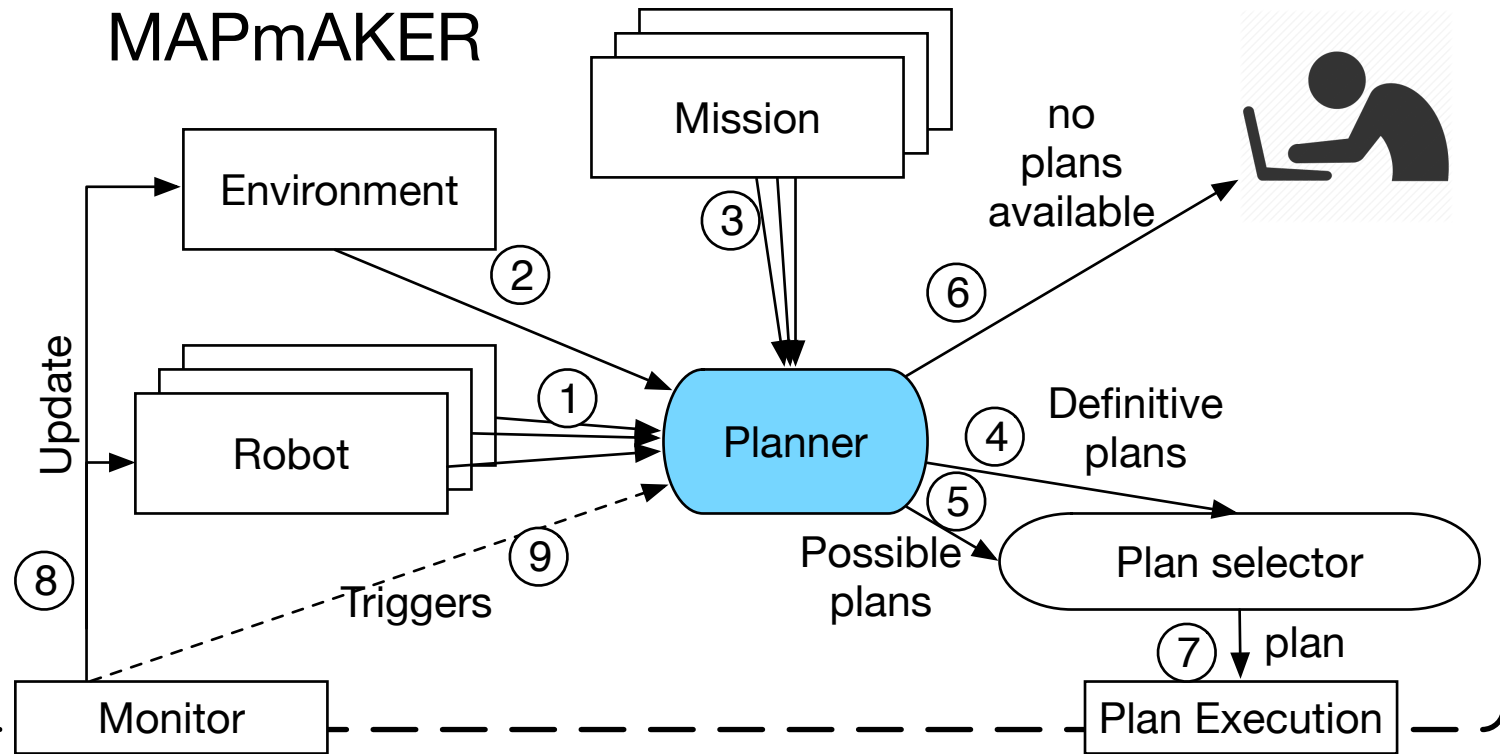 MAPmAKER
Mission
no
plans
available
Environment
3
2
6
Update
1
Robot
Planner
4
Definitive
plans
5
Possible
plans
Plan selector
9
8
Triggers
7
plan
Monitor
Plan Execution